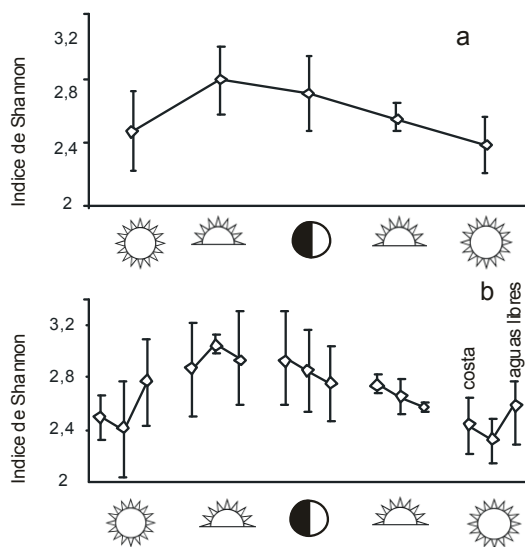 a
Indice de Shannon
3,2
2,8
2,4
2
b
Indice de Shannon
3,2
2,8
2,4
2
costa
aguas libres